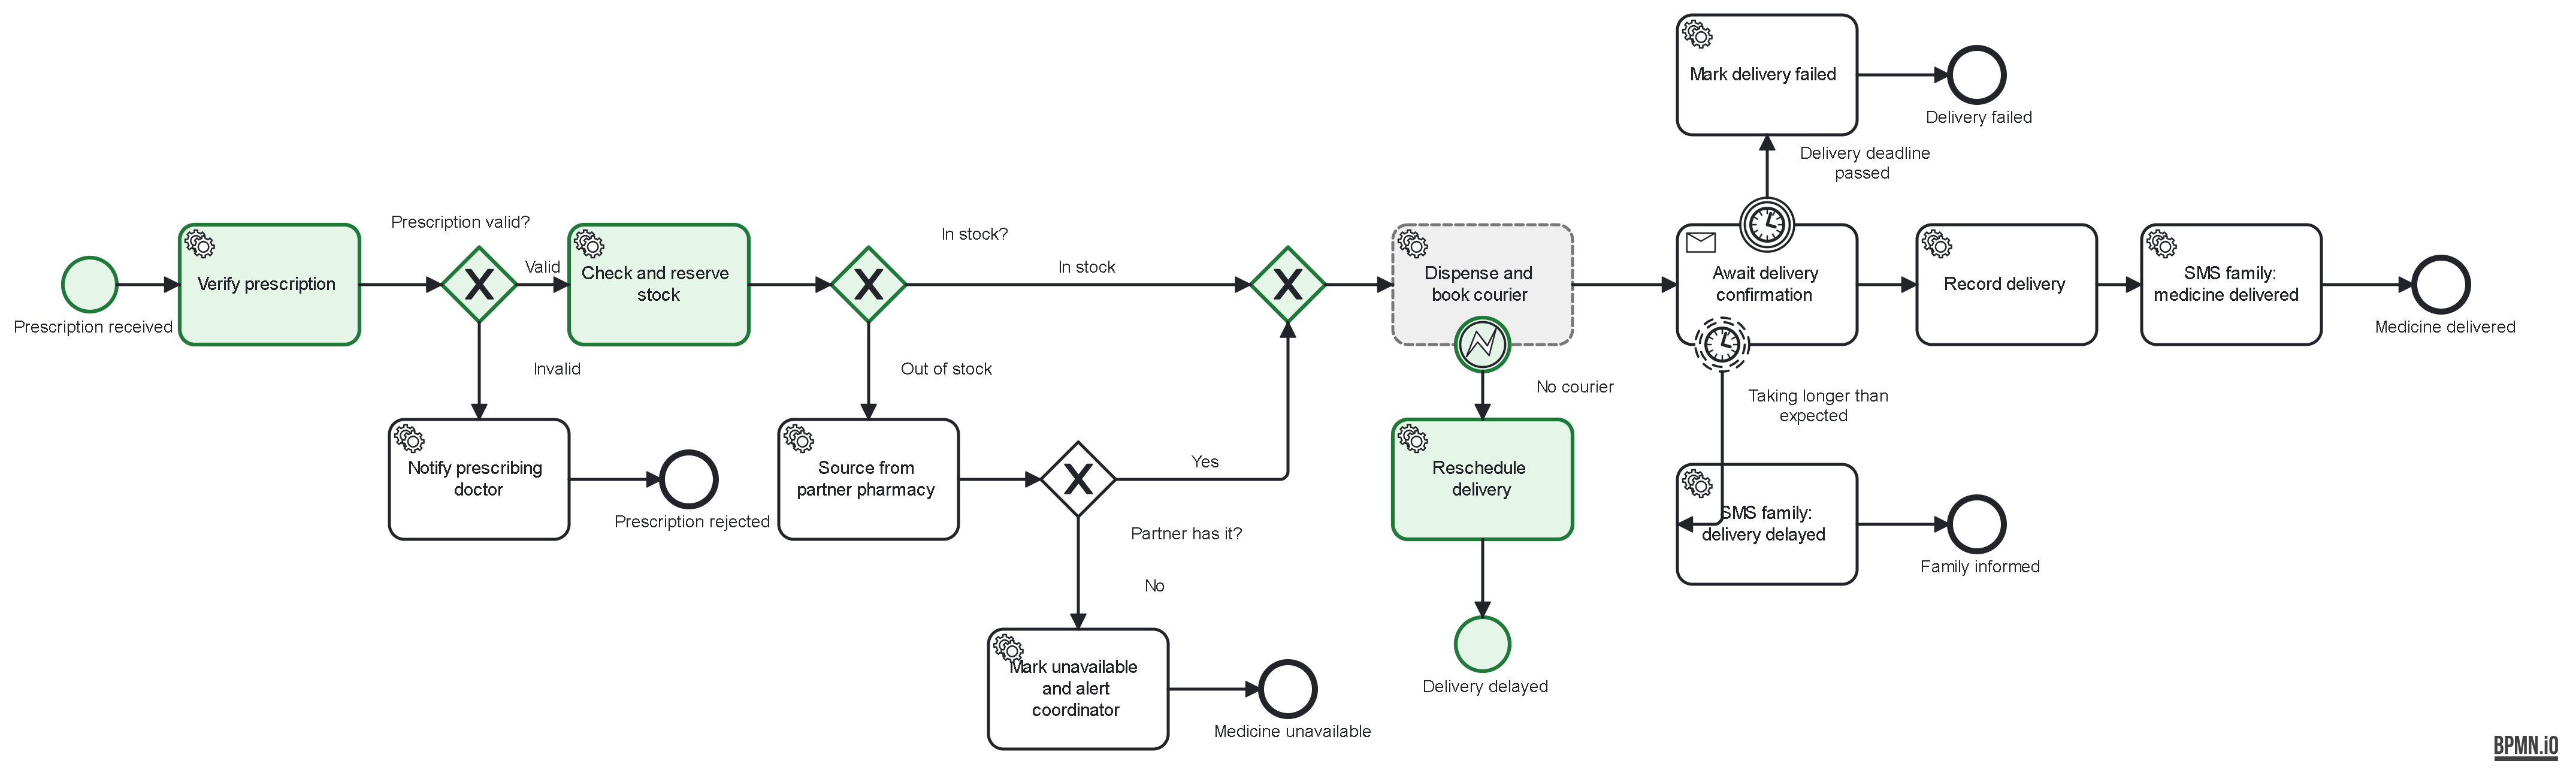 Mark delivery failed
Delivery failed
Delivery deadline
passed
Prescription valid?
In stock?
Prescription received
Verify prescription
Valid
Check and reserve
stock
In stock
Dispense and
book courier
Await delivery
confirmation
Record delivery
SMS family:
medicine delivered
Medicine delivered
Invalid
Out of stock
No courier
Taking longer than
expected
Notify prescribing
doctor
Prescription rejected
Source from
partner pharmacy
Yes
Partner has it?
No
Reschedule
delivery
SMS family:
delivery delayed
Family informed
Mark unavailable
and alert
coordinator
Medicine unavailable
Delivery delayed
BPMN.iO